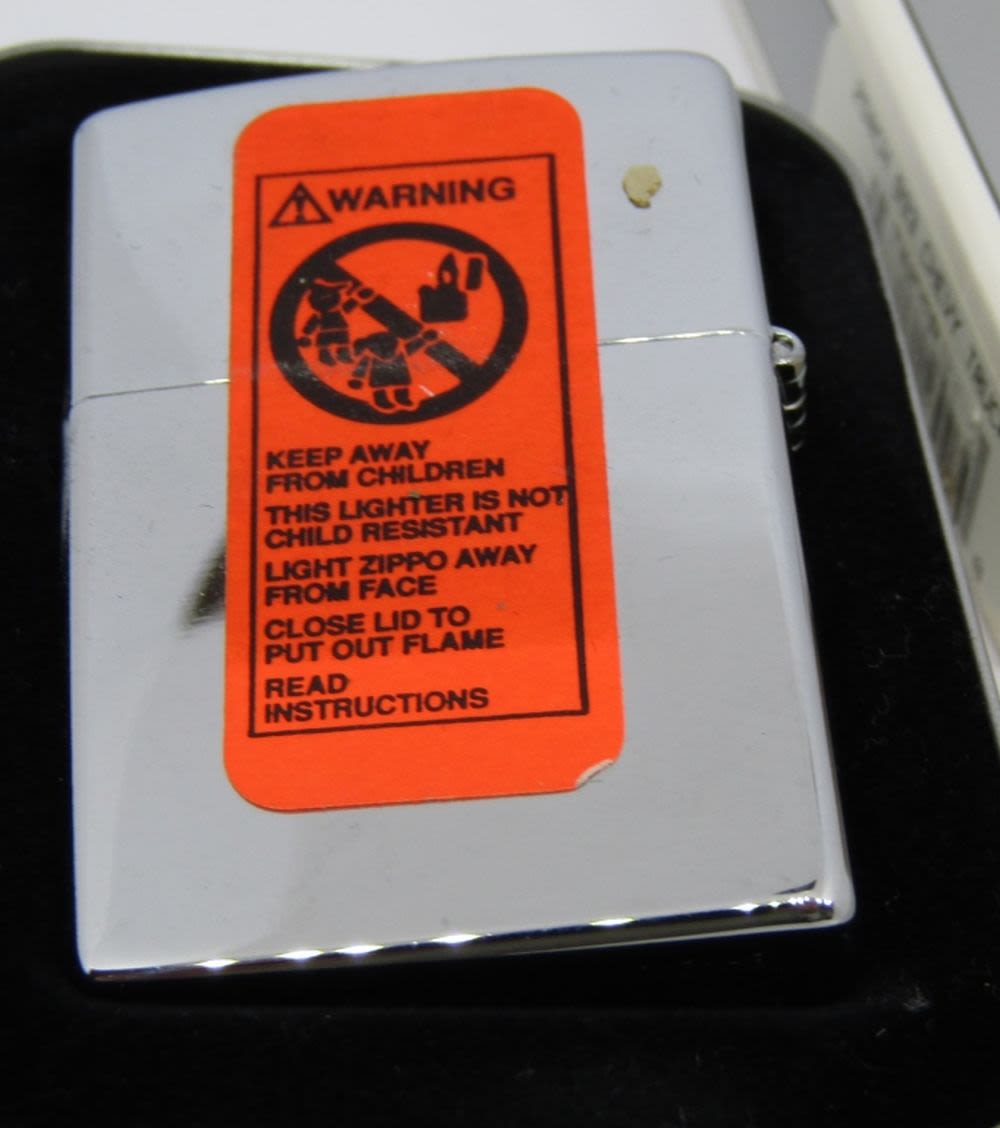 WARNING
KEEP AWAY
FROM CHILDREN
THIS LIGHTER IS NOT
CHILD RESISTANT
LIGHT ZIPPO AWAY
FROM FACE
CLOSE LID TO
PUT OUT FLAME
READ
INSTRUCTIONS